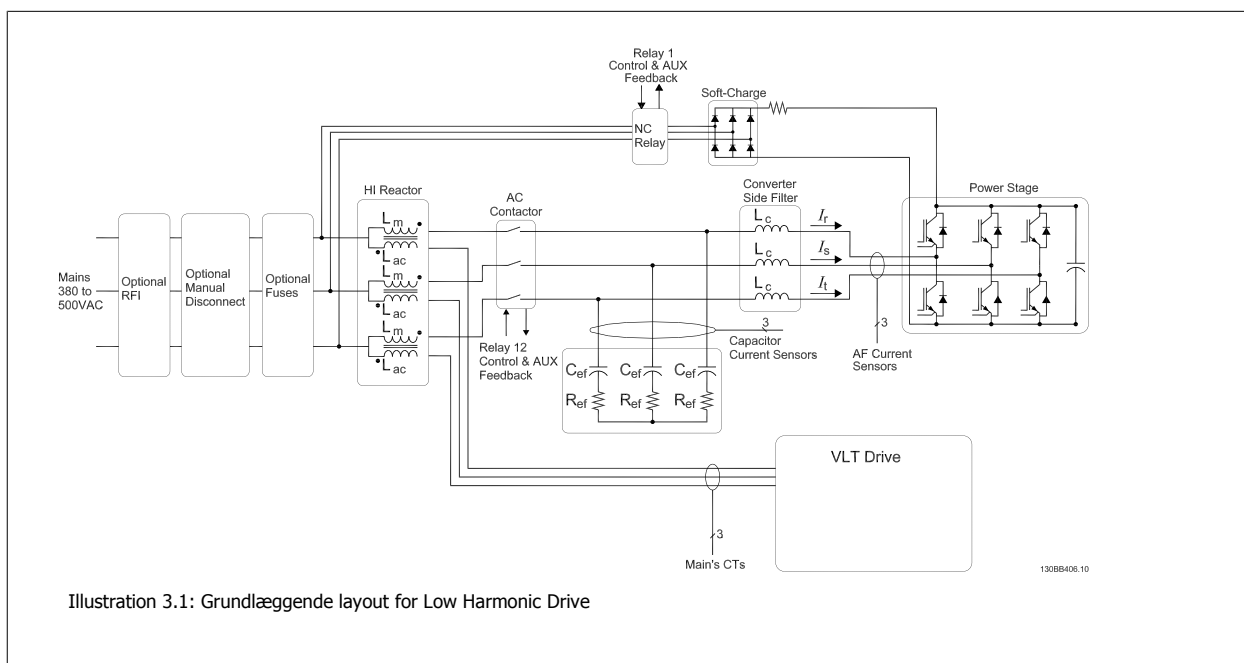 Relay 1
Control & AUX
Feedback
Soft-Charge
NC
Relay
HI Reactor
AC
Contactor
Converter
Side Filter
Power Stage
Mains
380 to
500VAC
Optional
RFI
Optional
Manual
Disconnect
Optional
Fuses
Lm
Lac
Lm
Lac
Lm
Lac
Lc
Lc
Lc
Ir
Is
It
Relay 12
Control & AUX
Feedback
3
Capacitor
Current Sensors
3
AF Current
Sensors
Cef Cef Cef
Ref Ref Ref
VLT Drive
3
Main's CTs
130BB406.10
Illustration 3.1: Grundlæggende layout for Low Harmonic Drive